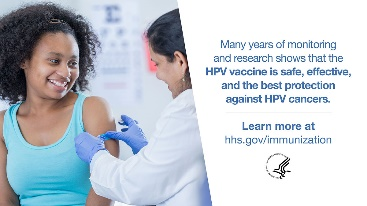 Many years of monitoring
and research shows that the
HPV vaccine is safe, effective,
and the best protection
against HPV cancers.
Learn more at
hhs.gov/immunization